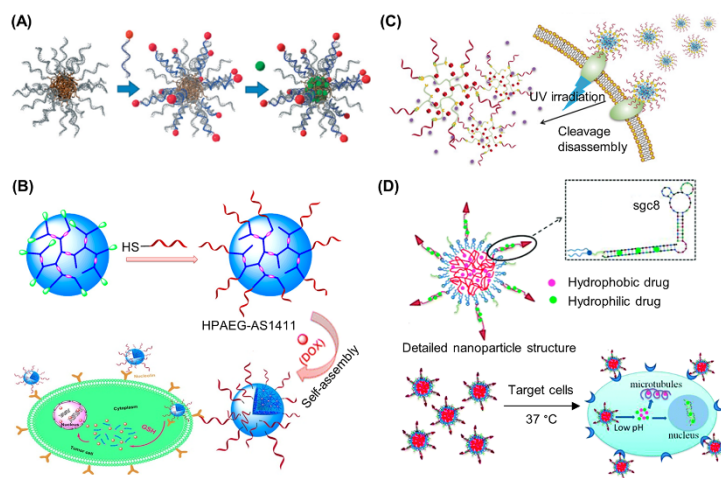 (A)
(C)
UV irradiation
Cleavage
disassembly
(B)
HS
HPAEG-AS1411
(DOX)
Self-assembly
Cytoplasm
Nucleus
GSH
Tumor cell
(D)
sgc8
Hydrophobic drug
Hydrophilic drug
Detailed nanoparticle structure
Target cells
37 °C
microtubules
Low pH
nucleus